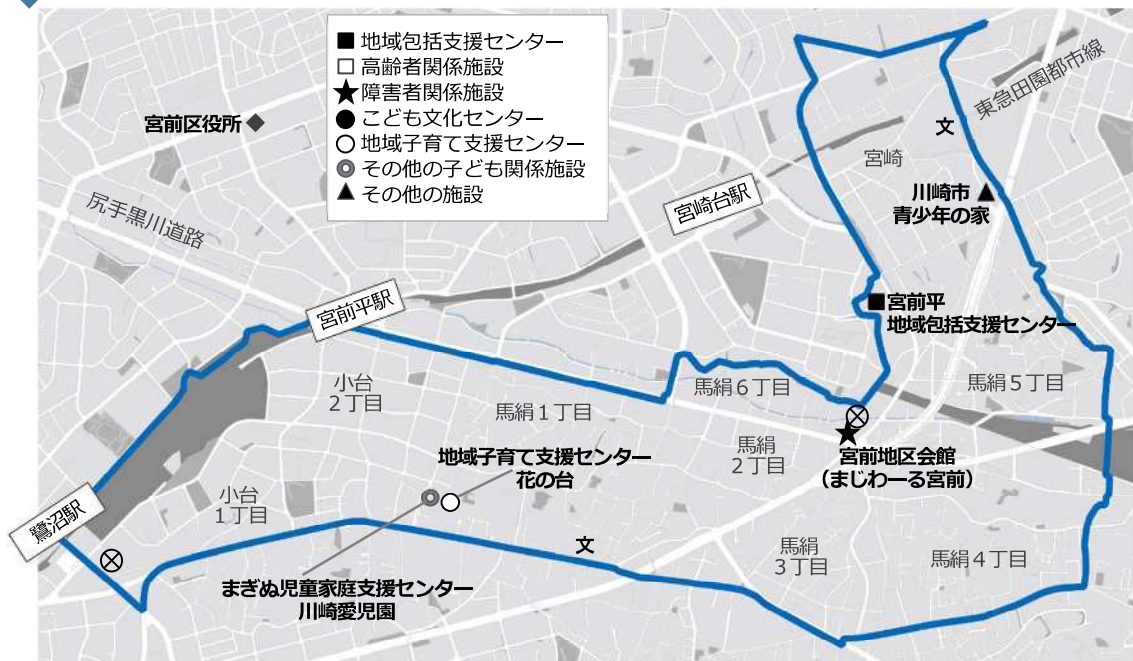 ■ 地域包括支援センター
□ 高齢者関係施設
★ 障害者関係施設
● こども文化センター
○ 地域子育て支援センター
◎ その他の子ども関係施設
▲ その他の施設
宮前区役所
尻手黒川道路
東急田園都市線
文
宮崎
川崎市
青少年の家
宮崎台駅
宮前平駅
宮前平
地域包括支援センター
小台
2丁目
馬絹1丁目
馬絹6丁目
馬絹5丁目
馬絹
2丁目
宮前地区会館
（まじわーる宮前）
地域子育て支援センター
花の台
小台
1丁目
鷺沼駅
文
馬絹
3丁目
馬絹4丁目
まぎぬ児童家庭支援センター
川崎愛児園